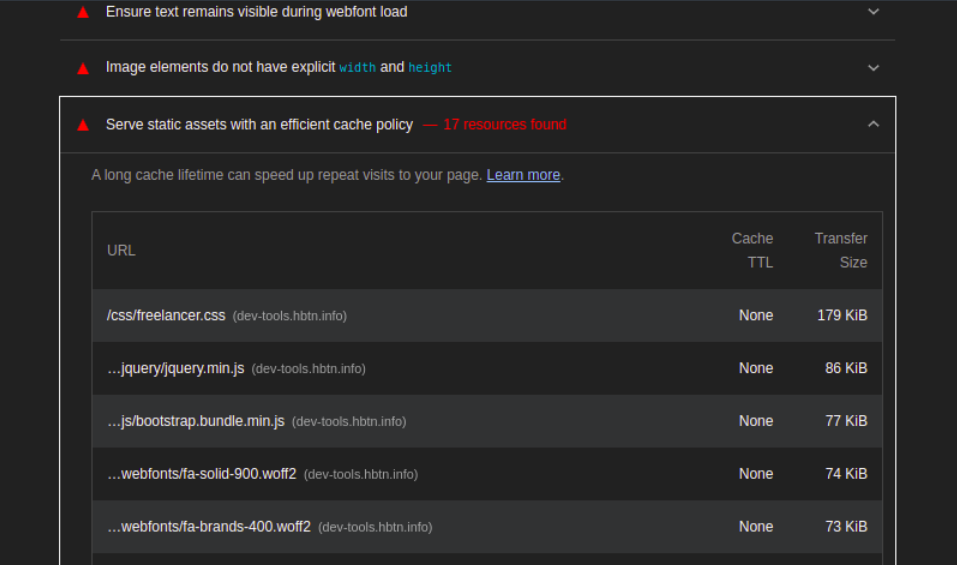 Ensure text remains visible during webfont load
Image elements do not have explicit width and height
Serve static assets with an efficient cache policy — 17 resources found
A long cache lifetime can speed up repeat visits to your page. Learn more.
URL Cache TTL Transfer Size
/css/freelancer.css (dev-tools.hbtn.info) None 179 KiB
…jquery/jquery.min.js (dev-tools.hbtn.info) None 86 KiB
…js/bootstrap.bundle.min.js (dev-tools.hbtn.info) None 77 KiB
…webfonts/fa-solid-900.woff2 (dev-tools.hbtn.info) None 74 KiB
…webfonts/fa-brands-400.woff2 (dev-tools.hbtn.info) None 73 KiB